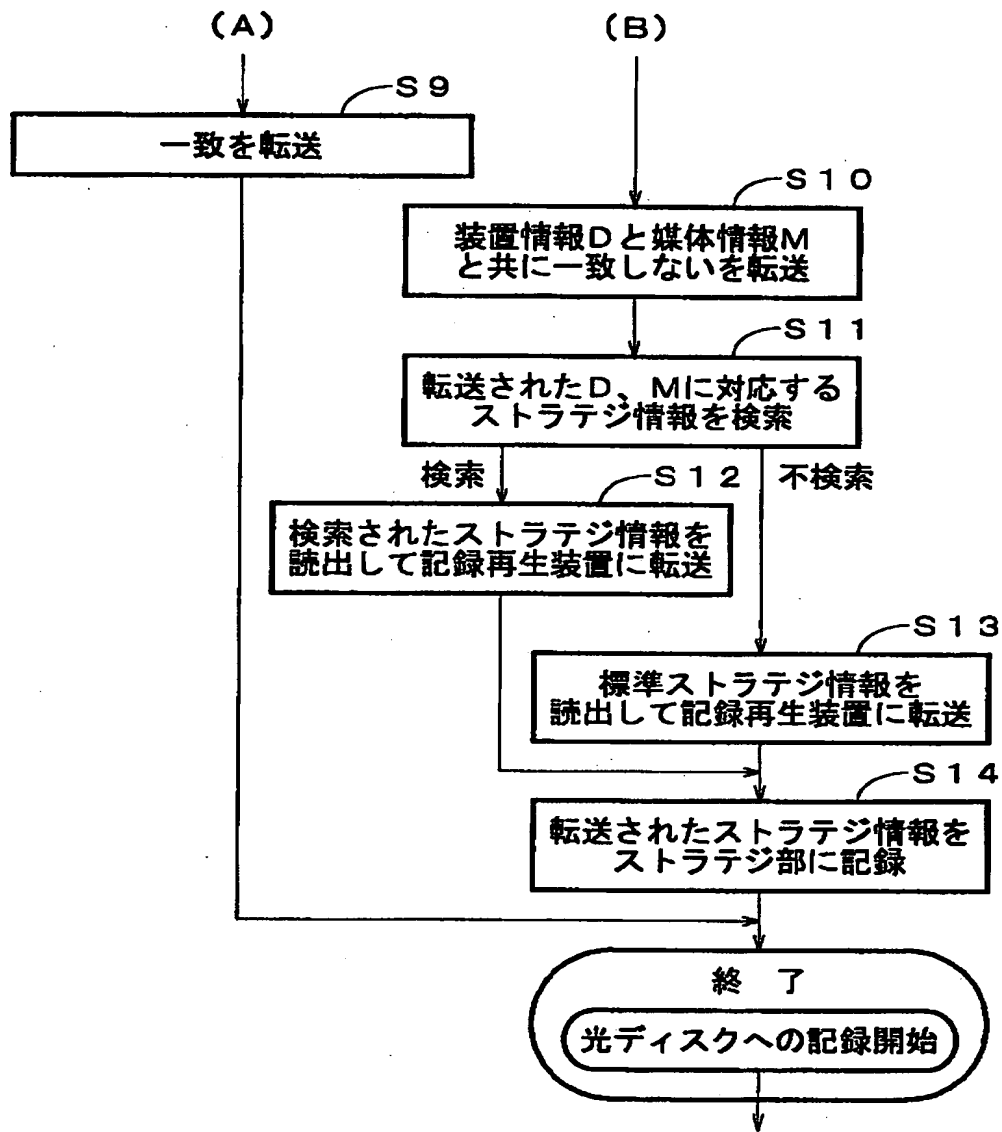 (A)
(B)
S9
一致を転送
S10
装置情報Dと媒体情報M
と共に一致しないを転送
S11
転送されたD、Mに対応する
ストラテジ情報を検索
検索
S12
不検索
検索されたストラテジ情報を
読出して記録再生装置に転送
S13
標準ストラテジ情報を
読出して記録再生装置に転送
S14
転送されたストラテジ情報を
ストラテジ部に記録
終 了
光ディスクへの記録開始